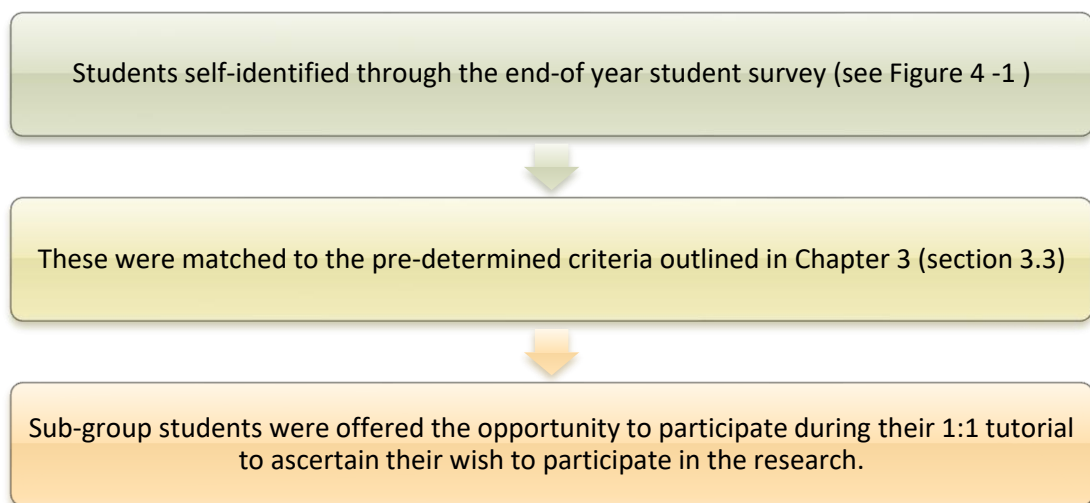 Students self-identified through the end-of year student survey (see Figure 4 -1 )
These were matched to the pre-determined criteria outlined in Chapter 3 (section 3.3)
Sub-group students were offered the opportunity to participate during their 1:1 tutorial
to ascertain their wish to participate in the research.